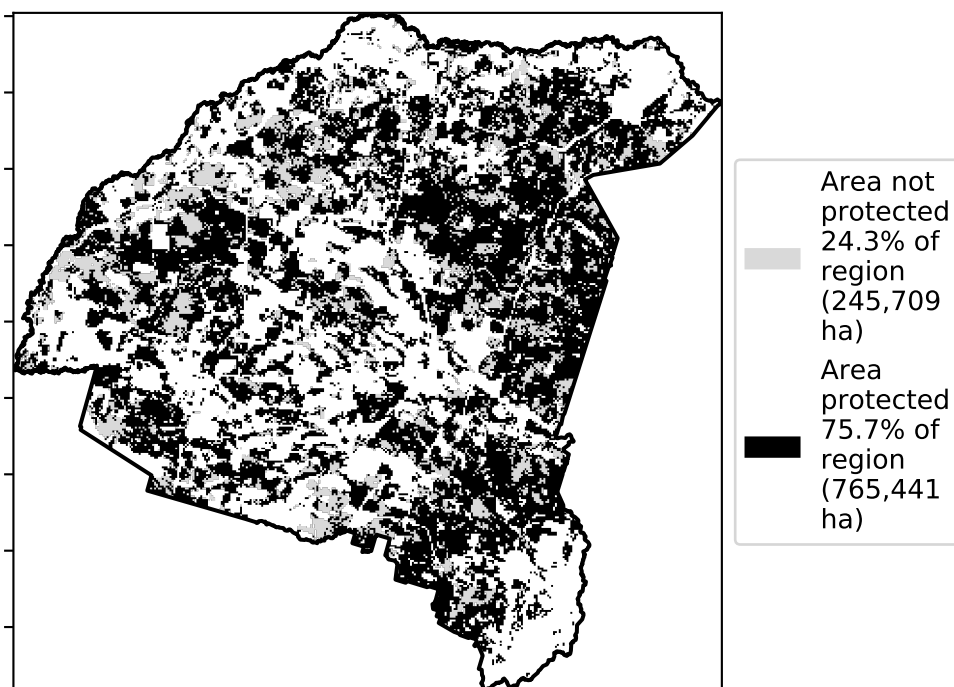 Area not
protected
24.3% of
region
(245,709
ha)
Area
protected
75.7% of
region
(765,441
ha)